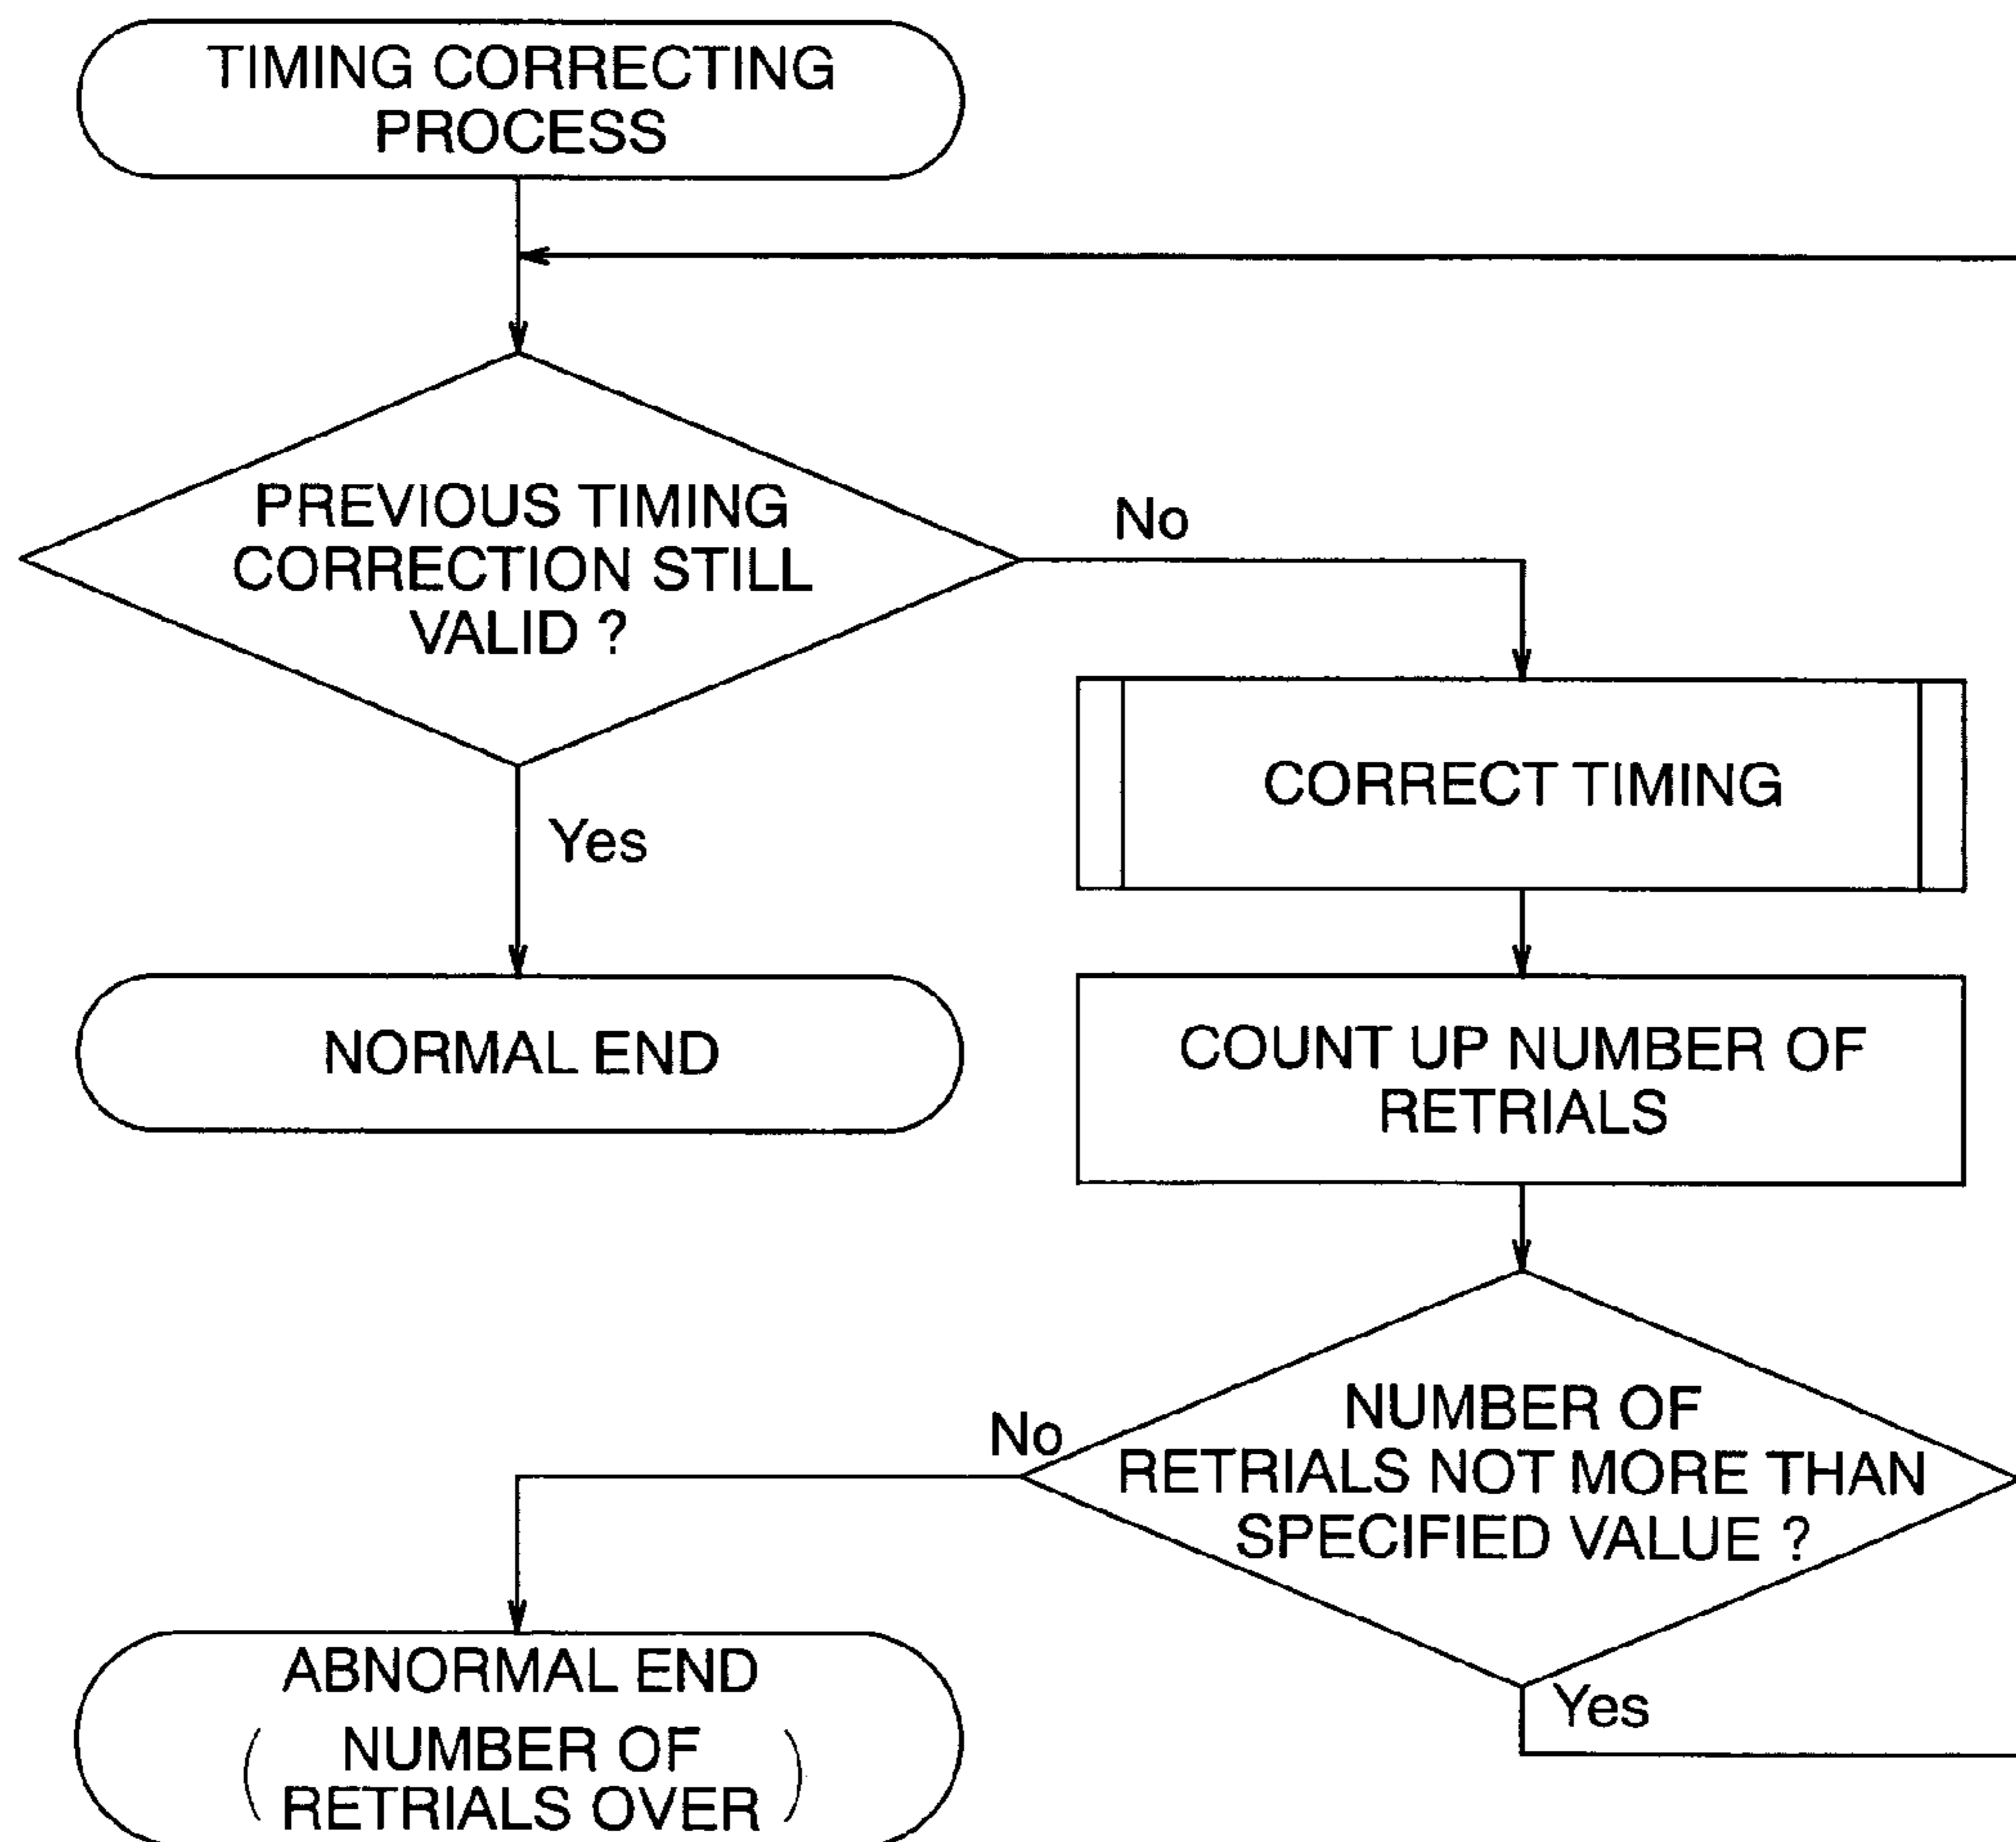 TIMING CORRECTING
PROCESS
PREVIOUS TIMING
CORRECTION STILL
VALID ?
No
Yes
CORRECT TIMING
NORMAL END
COUNT UP NUMBER OF
RETRIALS
NUMBER OF
RETRIALS NOT MORE THAN
SPECIFIED VALUE ?
No
Yes
ABNORMAL END
( NUMBER OF
RETRIALS OVER )